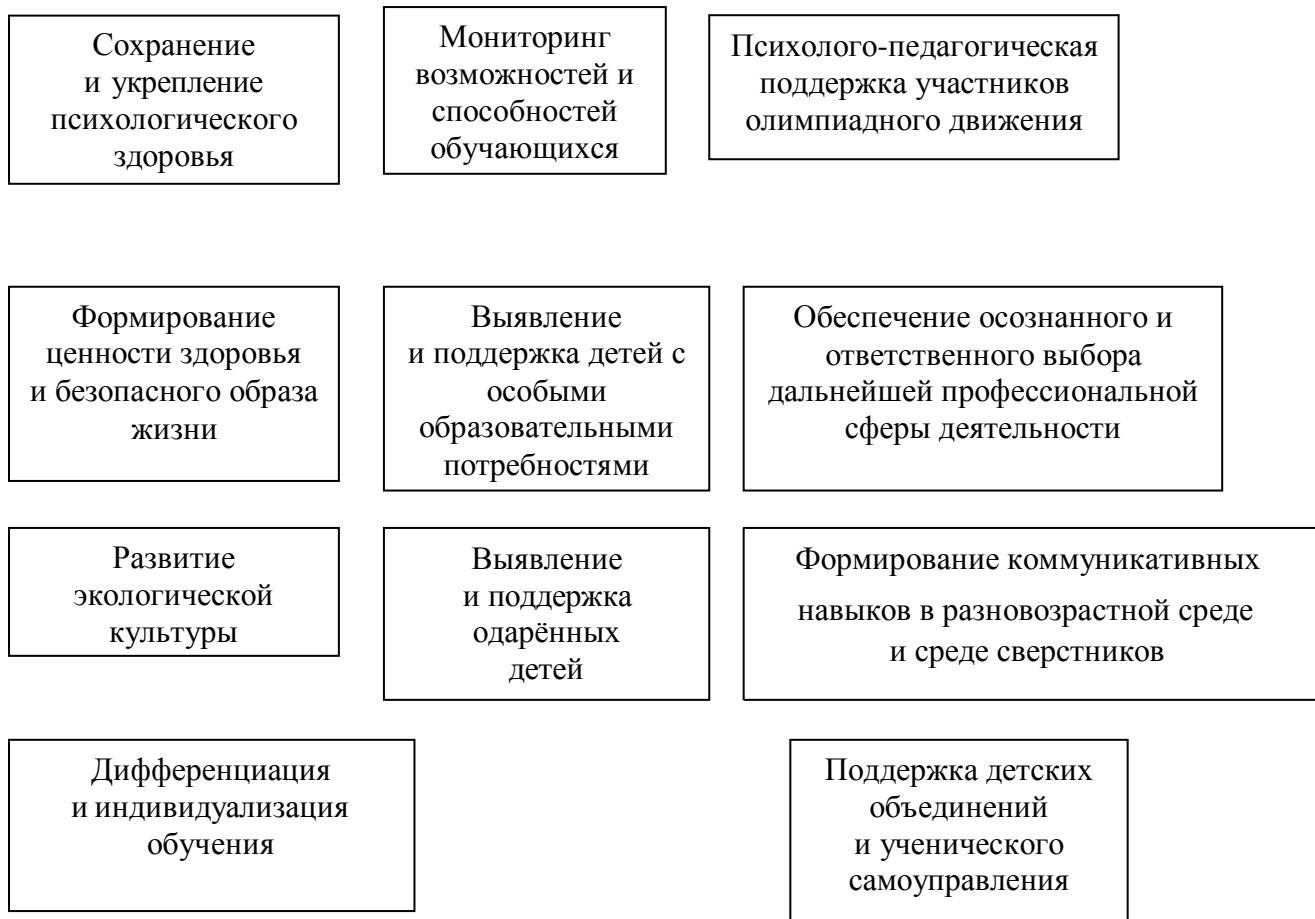 Сохранение
и укрепление
психологического
здоровья
Мониторинг
возможностей и
способностей
обучающихся
Психолого-педагогическая
поддержка участников
олимпиадного движения
Формирование
ценности здоровья
и безопасного образа
жизни
Выявление
и поддержка детей с
особыми
образовательными
потребностями
Обеспечение осознанного и
ответственного выбора
дальнейшей профессиональной
сферы деятельности
Развитие
экологической
культуры
Выявление
и поддержка
одарённых
детей
Формирование коммуникативных
навыков в разновозрастной среде
и среде сверстников
Дифференциация
и индивидуализация
обучения
Поддержка детских
объединений
и ученического
самоуправления